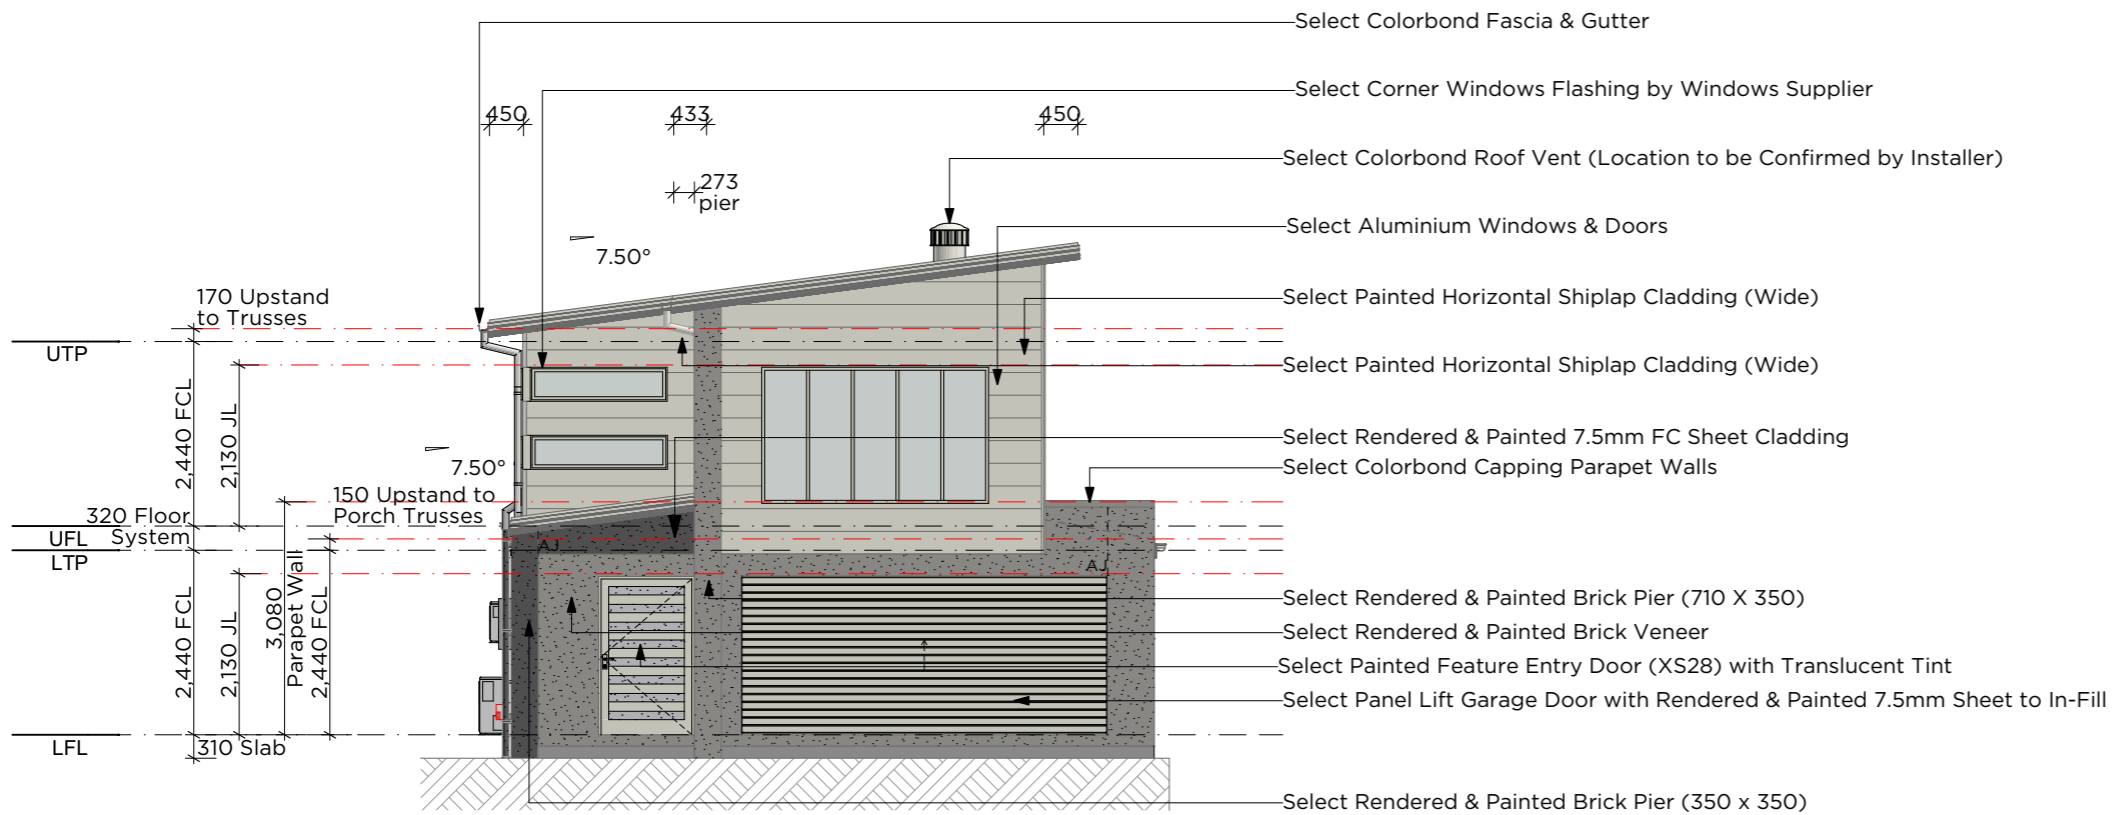 Select Colorbond Fascia & Gutter
Select Corner Windows Flashing by Windows Supplier
450
433
450
Select Colorbond Roof Vent (Location to be Confirmed by Installer)
273
pier
Select Aluminium Windows & Doors
7.50°
170 Upstand
to Trusses
Select Painted Horizontal Shiplap Cladding (Wide)
UTP
Select Painted Horizontal Shiplap Cladding (Wide)
2,440 FCL
2,130 JL
Select Rendered & Painted 7.5mm FC Sheet Cladding
7.50°
Select Colorbond Capping Parapet Walls
150 Upstand to
Porch Trusses
320 Floor
System
UFL
LTP
AJ
AJ
2,440 FCL
2,130 JL
3,080
Parapet Wall
2,440 FCL
Select Rendered & Painted Brick Pier (710 X 350)
Select Rendered & Painted Brick Veneer
Select Painted Feature Entry Door (XS28) with Translucent Tint
Select Panel Lift Garage Door with Rendered & Painted 7.5mm Sheet to In-Fill
LFL
310 Slab
Select Rendered & Painted Brick Pier (350 x 350)